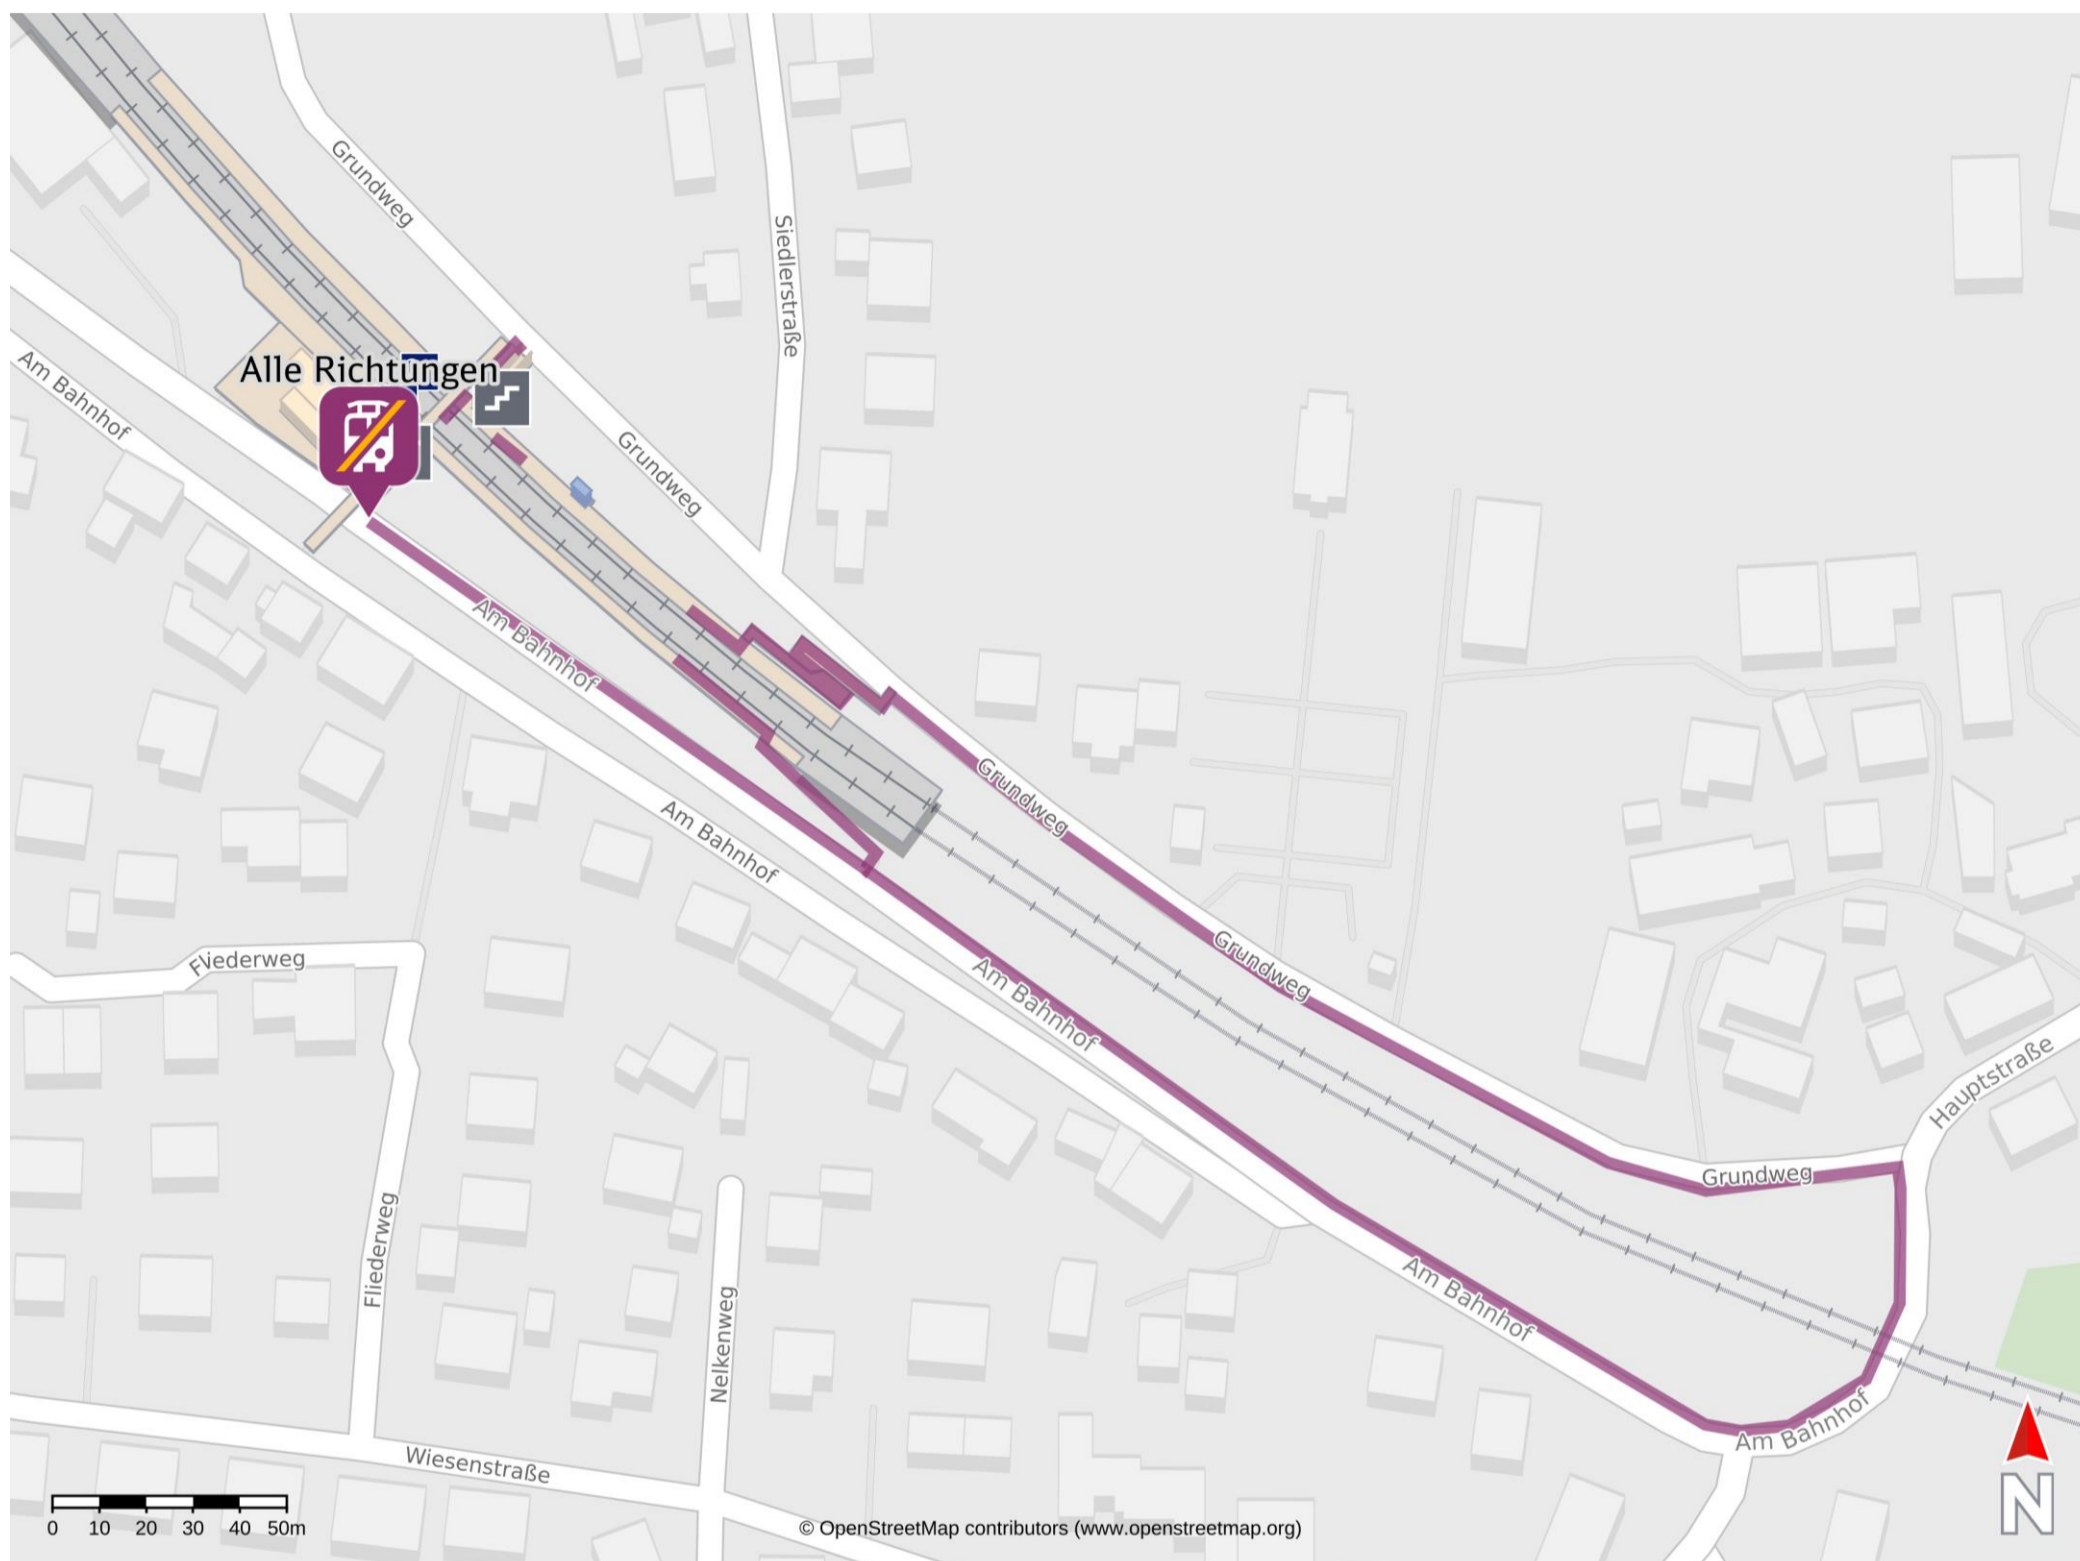 Grundweg
Siedlerstraße
Am Bahnhof
Alle Richtungen
Grundweg
Am Bahnhof
Grundweg
Am Bahnhof
Grundweg
Fliederweg
Am Bahnhof
Hauptstraße
Grundweg
Fliederweg
Am Bahnhof
Nelkenweg
Am Bahnhof
Wiesenstraße
0 10 20 30 40 50m
© OpenStreetMap contributors (www.openstreetmap.org)
N